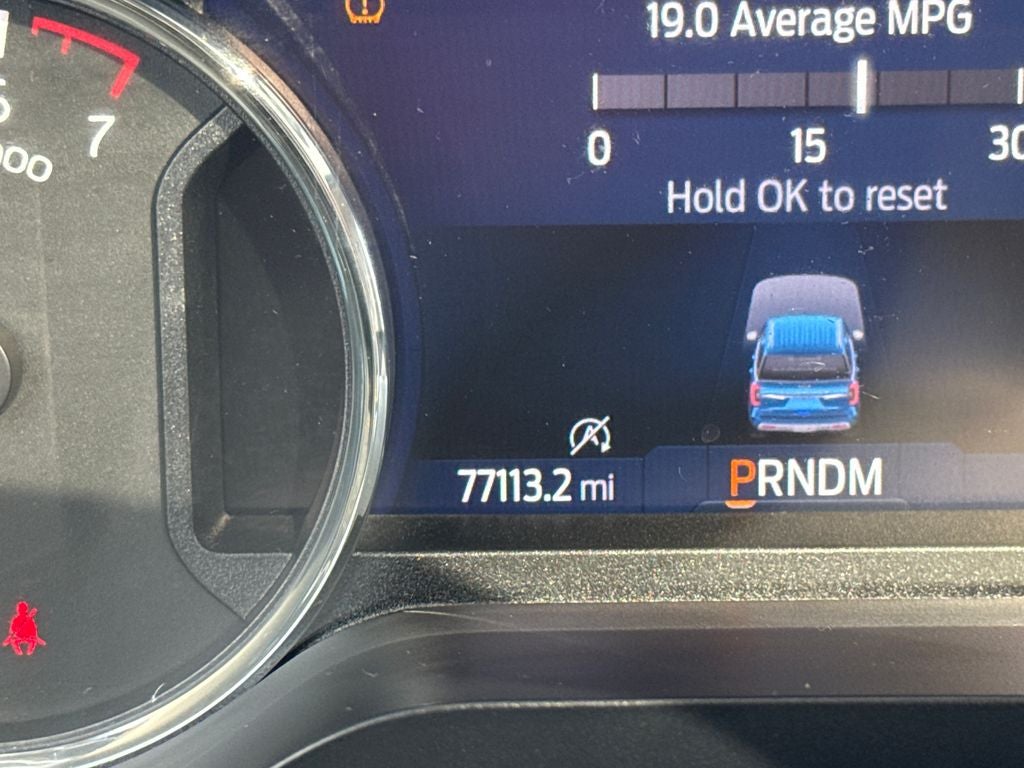 19.0 Average MPG
0 15 30
Hold OK to reset
7
77113.2 mi
PRNDM